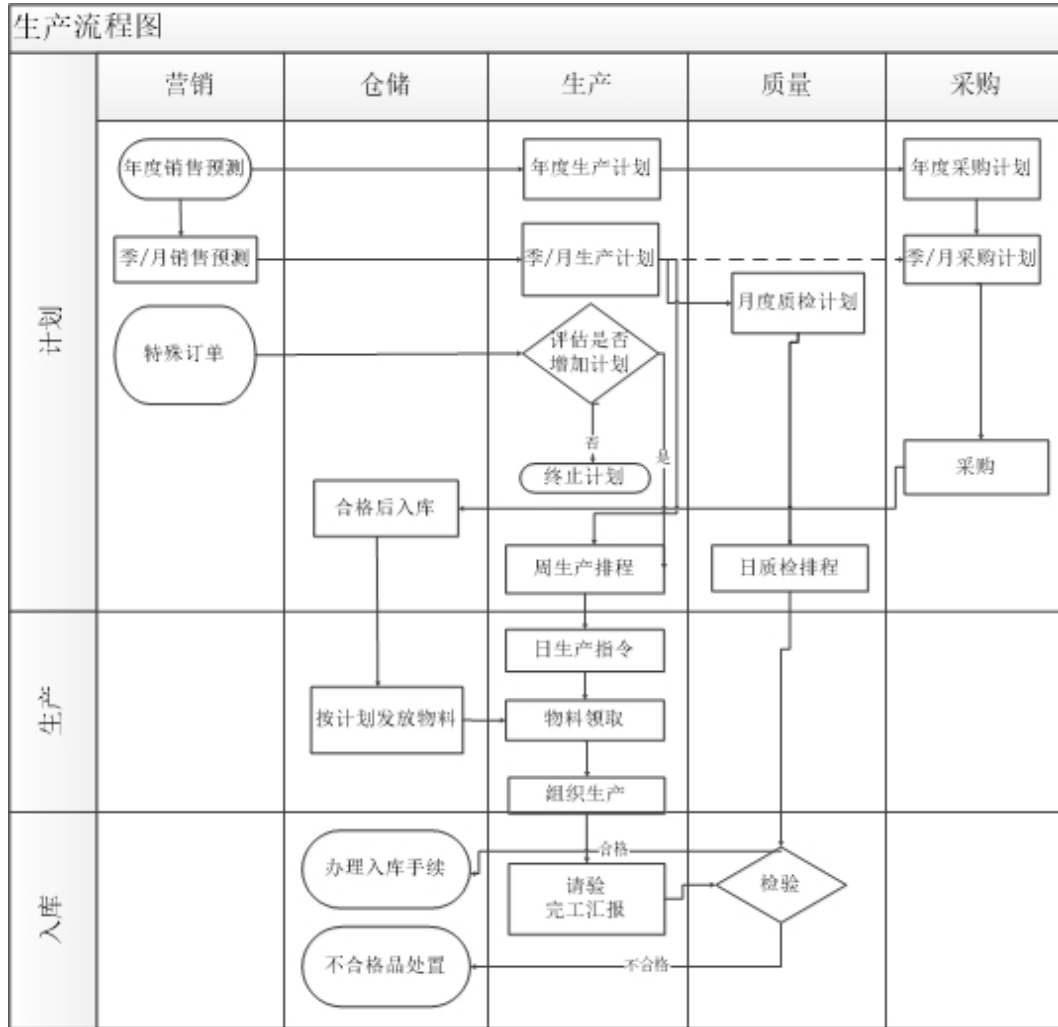 生产流程图
营销
仓储
生产
质量
采购
计划
年度销售预测
年度生产计划
年度采购计划
季/月销售预测
季/月生产计划
季/月采购计划
月度质检计划
特殊订单
评估是否
增加计划
否
是
终止计划
采购
合格后入库
周生产排程
日质检排程
生产
日生产指令
按计划发放物料
物料领取
组织生产
入库
办理入库手续
合格
请验
完工汇报
检验
不合格品处置
不合格